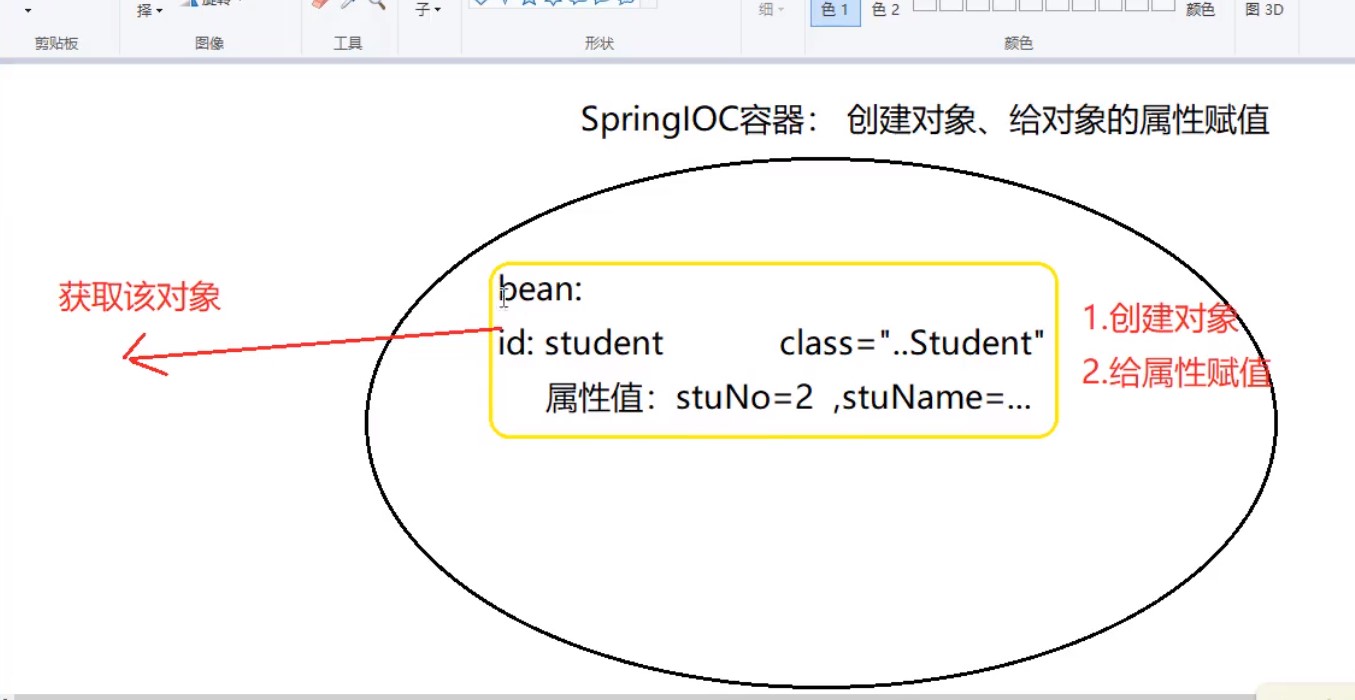 择
子
细
色 1
色 2
颜色
图 3D
剪贴板
图像
工具
形状
颜色
SpringIOC容器： 创建对象、给对象的属性赋值
bean:
获取该对象
1.创建对象
id: student class="..Student"
2.给属性赋值
属性值：stuNo=2 ,stuName=...